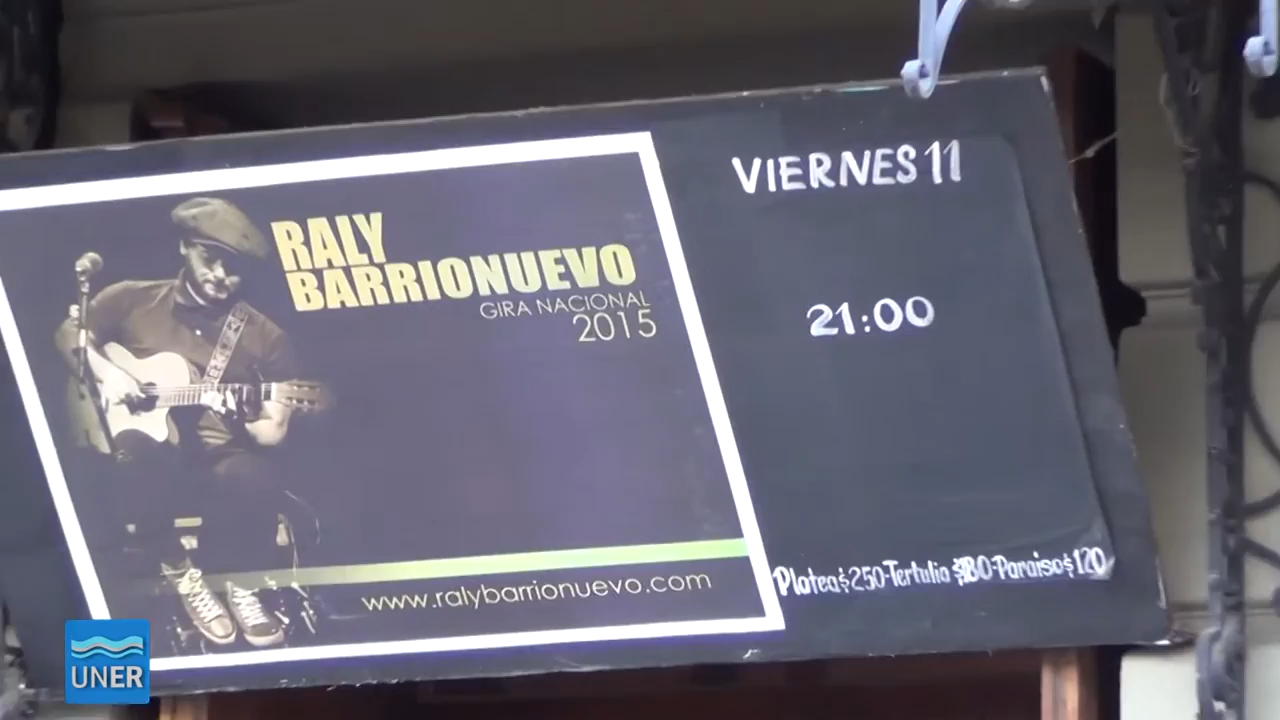 RALY
BARRIONUEVO
GIRA NACIONAL
2015
www.ralybarrionuevo.com
VIERNES 11
21:00
Platea $250-Tertulia $180-Paraiso $120
UNER